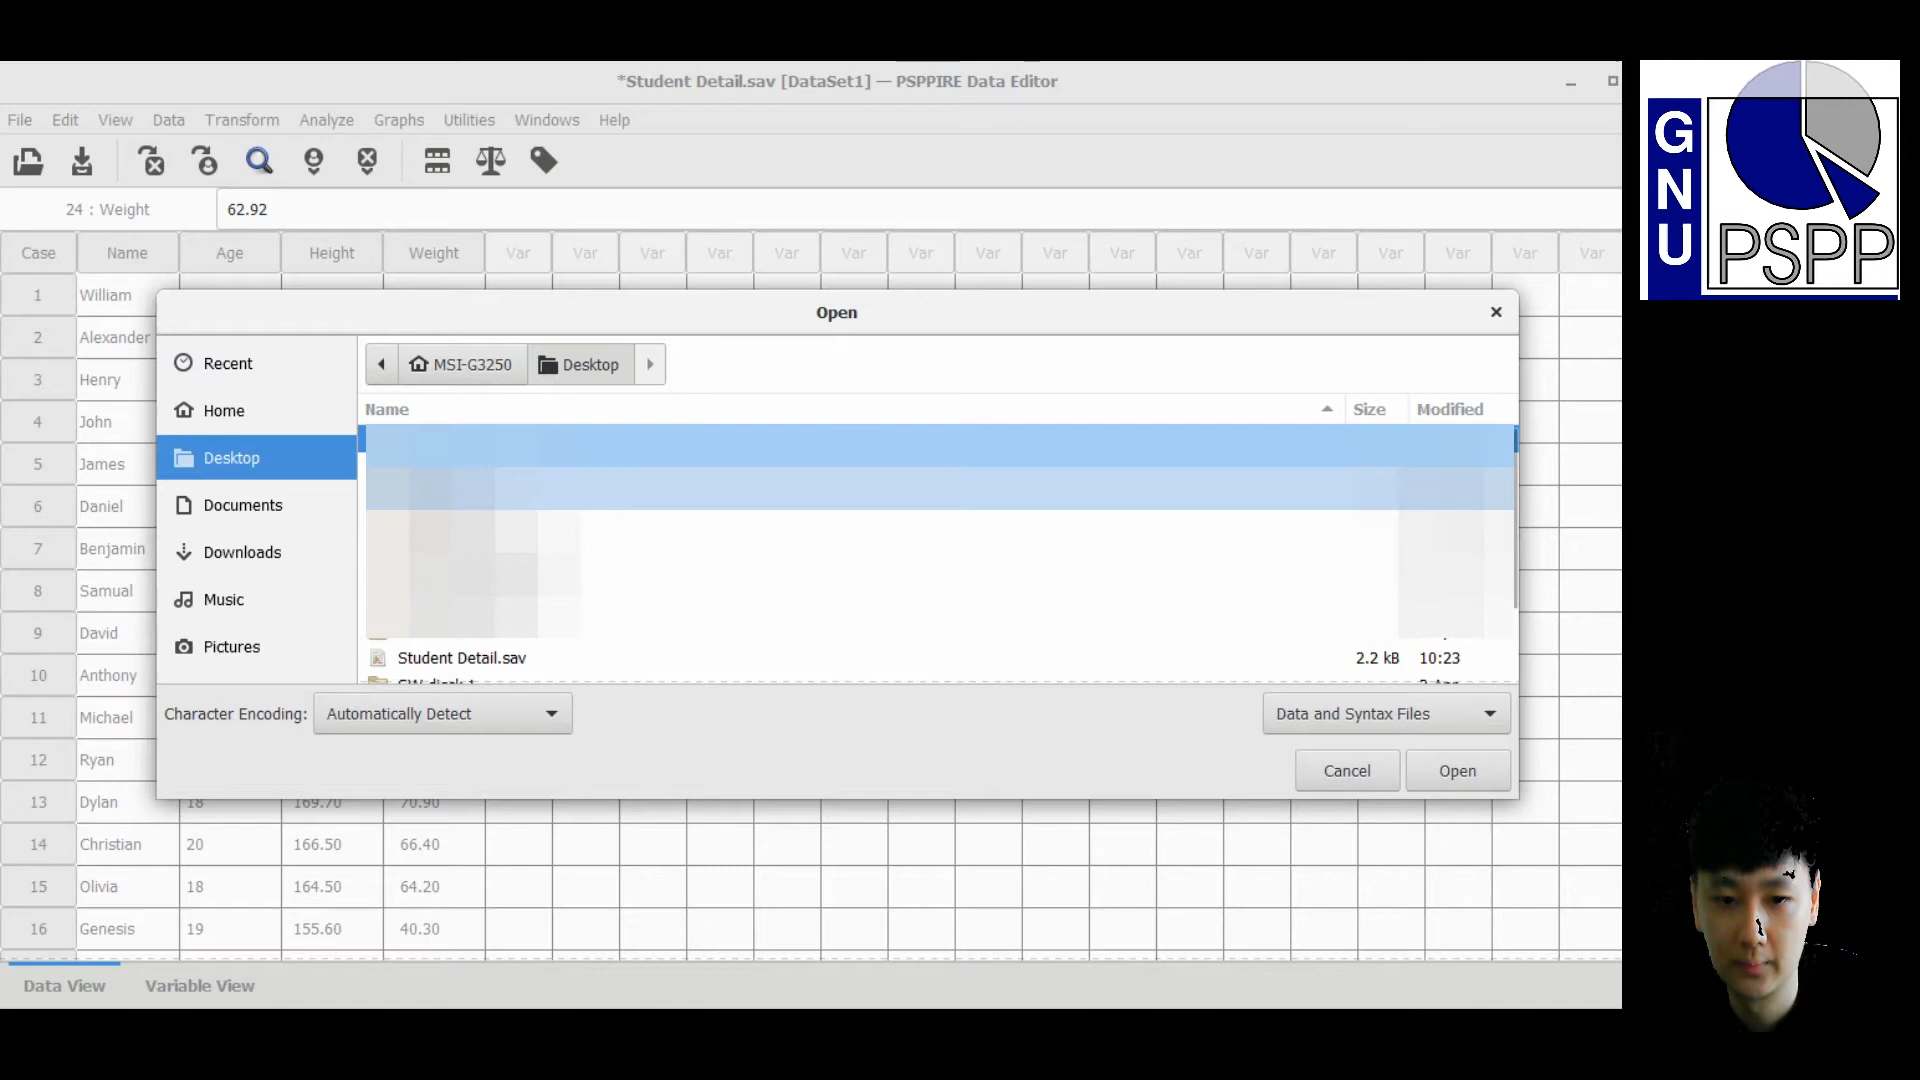 *Student Detail.sav [DataSet1] — PSPPIRE Data Editor
File Edit View Data Transform Analyze Graphs Utilities Windows Help
24 : Weight 62.92
Case Name Age Height Weight Var Var Var Var Var Var Var Var Var Var Var Var Var Var Var Var Var
1 William
2 Alexander
3 Henry
4 John
5 James
6 Daniel
7 Benjamin
8 Samual
9 David
10 Anthony
11 Michael
12 Ryan
13 Dylan 18 169.70 70.90
14 Christian 20 166.50 66.40
15 Olivia 18 164.50 64.20
16 Genesis 19 155.60 40.30
Open
Recent
Home
Desktop
Documents
Downloads
Music
Pictures
MSI-G3250 Desktop
Name Size Modified
Student Detail.sav 2.2 kB 10:23
Character Encoding: Automatically Detect Data and Syntax Files
Cancel Open
Data View Variable View
GNU
PSPP